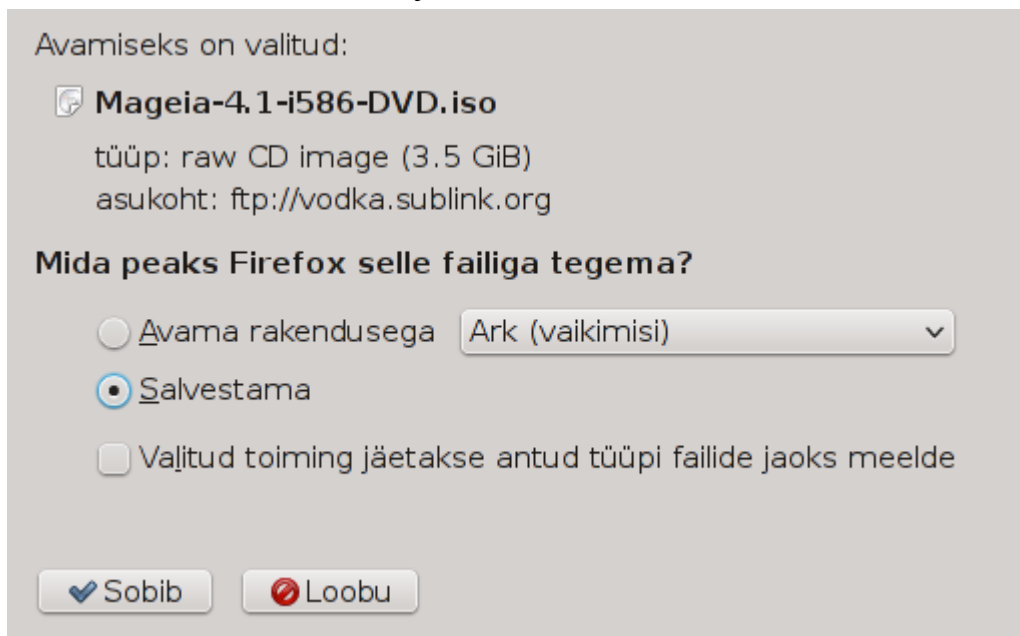 Avamiseks on valitud:
Mageia-4.1-i586-DVD.iso
tüüp: raw CD image (3.5 GiB)
asukoht: ftp://vodka.sublink.org
Mida peaks Firefox selle failiga tegema?
Avama rakendusega Ark (vaikimisi)
Salvestama
Valitud toiming jäetakse antud tüüpi failide jaoks meelde
Sobib Loobu